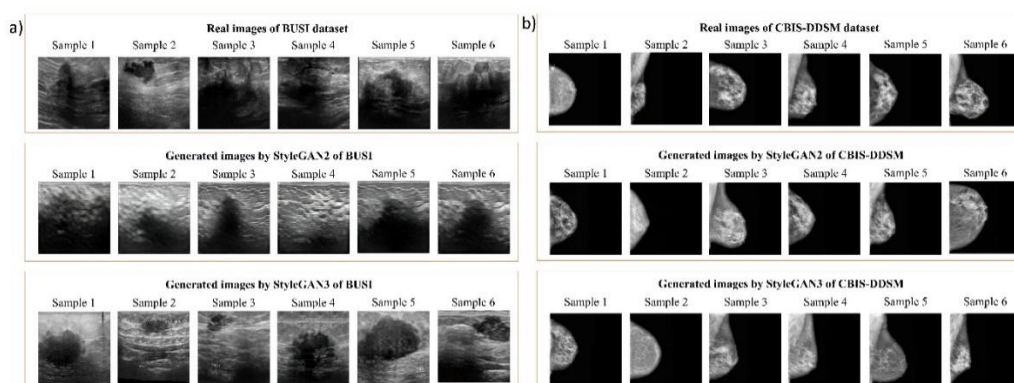 a)
Real images of BUSI dataset
Sample 1 Sample 2 Sample 3 Sample 4 Sample 5 Sample 6
Generated images by StyleGAN2 of BUSI
Sample 1 Sample 2 Sample 3 Sample 4 Sample 5 Sample 6
Generated images by StyleGAN3 of BUSI
Sample 1 Sample 2 Sample 3 Sample 4 Sample 5 Sample 6
b)
Real images of CBIS-DDSM dataset
Sample 1 Sample 2 Sample 3 Sample 4 Sample 5 Sample 6
Generated images by StyleGAN2 of CBIS-DDSM
Sample 1 Sample 2 Sample 3 Sample 4 Sample 5 Sample 6
Generated images by StyleGAN3 of CBIS-DDSM
Sample 1 Sample 2 Sample 3 Sample 4 Sample 5 Sample 6